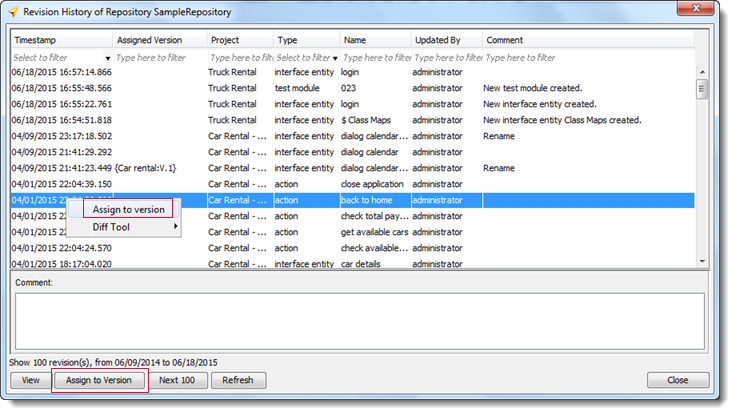 Revision History of Repository SampleRepository
Timestamp Assigned Version Project Type Name Updated By Comment
Select to filter Type here to filter Type here to fi Select to filter Type here to fi Type here to filter Type here to filter
06/18/2015 16:57:14.866 Truck Rental interface entity login administrator
06/18/2015 16:55:48.566 Truck Rental test module 023 administrator New test module created.
06/18/2015 16:55:22.761 Truck Rental interface entity login administrator New interface entity created.
06/18/2015 16:54:51.818 Truck Rental interface entity $ Class Maps administrator New interface entity Class Maps created.
04/09/2015 23:17:18.502 Car Rental - ... interface entity dialog calendar... administrator Rename
04/09/2015 21:41:29.292 Car Rental - ... interface entity dialog calendar administrator
04/09/2015 21:41:23.449 {Car rental:V.1} Car Rental - ... interface entity dialog calendar... administrator Rename
04/01/2015 22:04:39.150 Car Rental - ... action close application administrator
04/01/2015 Car Rental - ... action back to home administrator
04/0 Assign to version Car Rental - ... action check total pay... administrator
04/0 Diff Tool Car Rental - ... action get available cars administrator
04/01/2015 22:04:24.570 Car Rental - ... action check available... administrator
04/01/2015 18:17:04.020 Car Rental - ... interface entity car details administrator
Comment:
Show 100 revision(s), from 06/09/2014 to 06/18/2015
View Assign to Version Next 100 Refresh Close